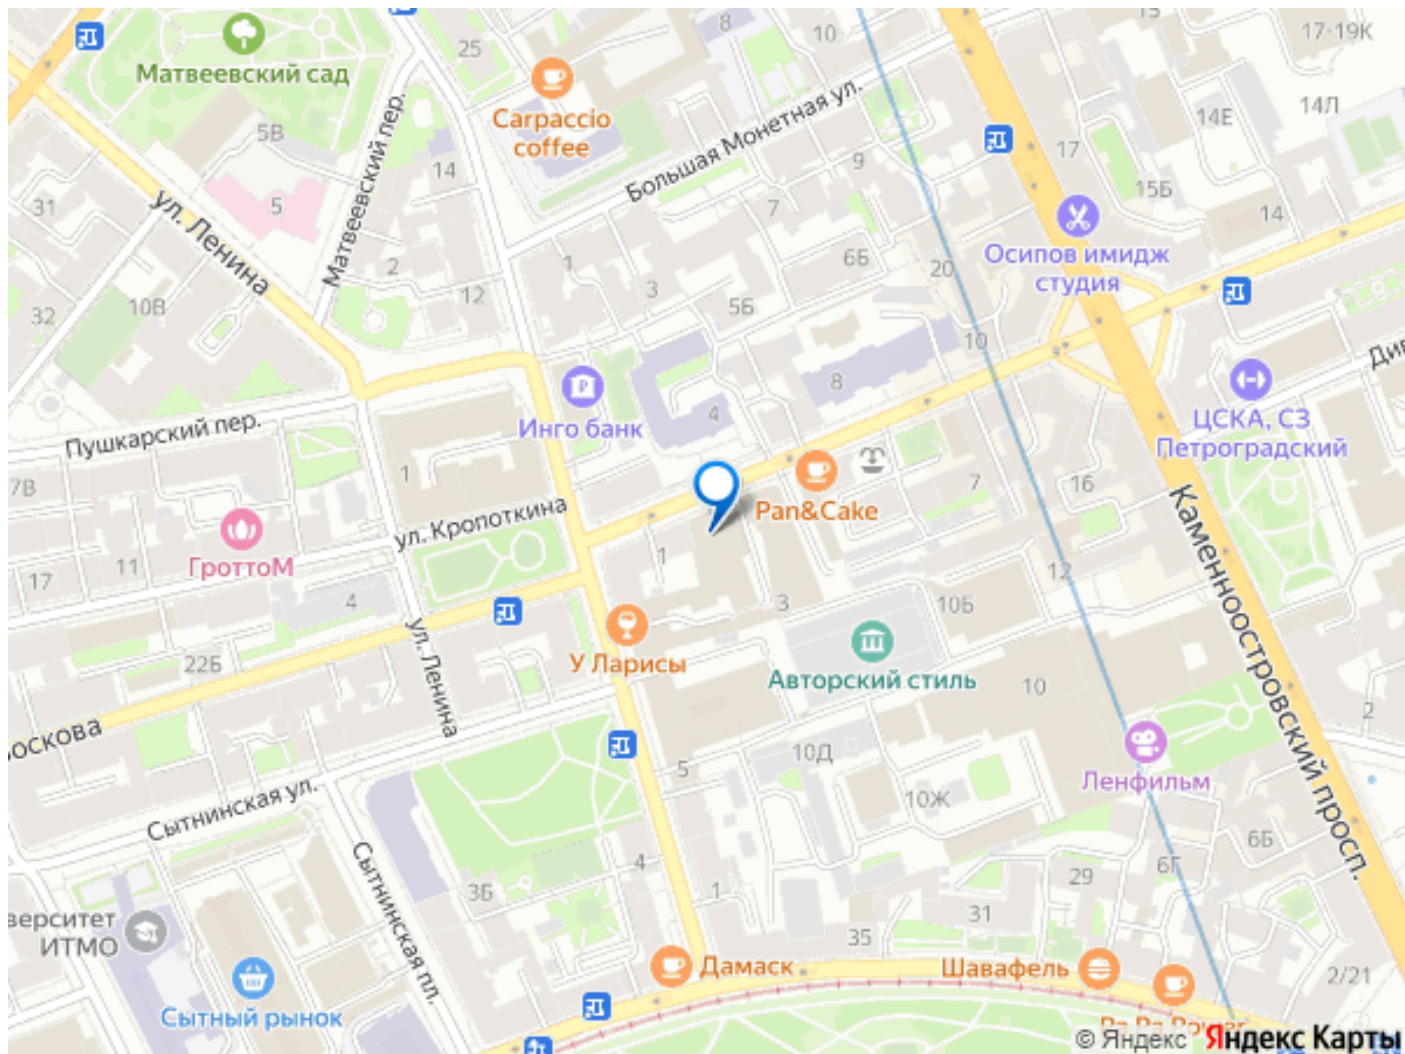 25
8
10
15
17-19К
Матвеевский сад
Carpaccio
coffee
Большая Монетная ул.
14Е
14Л
5В
Матвеевский пер.
14
9
17
15Б
5
31
ул. Ленина
7
14
2
1
6Б
20
Осипов имидж
студия
12
3
5Б
10В
32
10
8
Инго банк
4
ЦСКА, СЗ
Петроградский
Пушкарский пер.
1
7В
7
16
Pan&Cake
ул. Кропоткина
Каменноостровский просп.
ГроттоМ
17
11
1
12
4
3
10Б
ул. Ленина
У Ларисы
22Б
Авторский стиль
10
2
5
10Д
Ленфильм
Сытнинская ул.
10Ж
6Б
Сытнинская пл.
4
6Г
3Б
1
29
31
ИТМО
35
Дамаск
Шавафель
2/21
Сытный рынок
© Яндекс Яндекс Карты